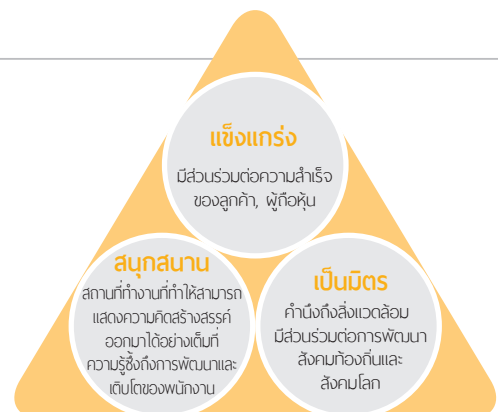 แข็งแกร่ง
มีส่วนร่วมต่อความสำเร็จ
ของลูกค้า, ผู้ถือหุ้น
สนุกสนาน
สถานที่ทำงานที่ทำให้สามารถ
แสดงความคิดสร้างสรรค์
ออกมาได้อย่างเต็มที่
ความรู้ซึ้งถึงการพัฒนาและ
เติบโตของพนักงาน
เป็นมิตร
คำนึงถึงสิ่งแวดล้อม
มีส่วนร่วมต่อการพัฒนา
สังคมท้องถิ่นและ
สังคมโลก